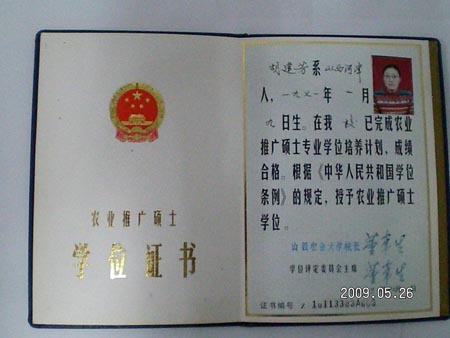 农业推广硕士
学位证书
胡建芳系山西河津
人,一九七一年一月
九日生。在我校已完成农业
推广硕士专业学位培养计划,成绩
合格。根据《中华人民共和国学位
条例》的规定,授予农业推广硕士
学位。
山西农业大学校长
学位评定委员会主席
证书编号
2009.05.26